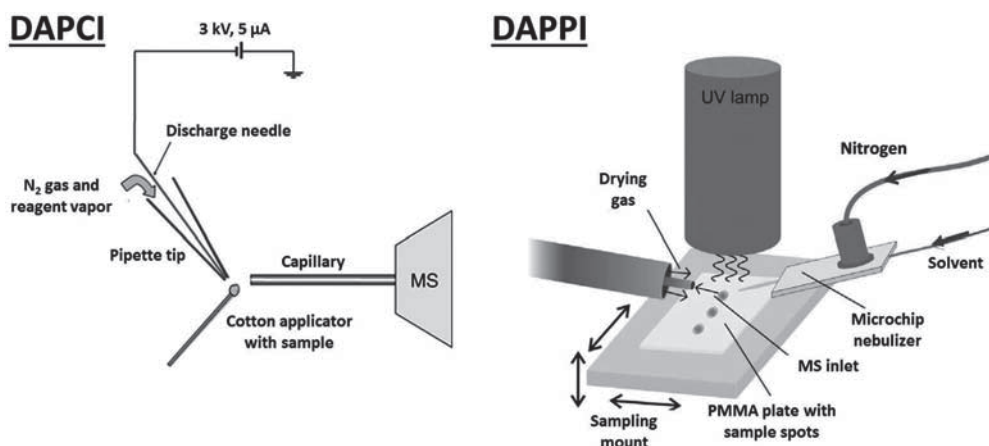 DAPCI
3 kV, 5 µA
Discharge needle
N₂ gas and
reagent vapor
Pipette tip
Capillary
MS
Cotton applicator
with sample
DAPPI
UV lamp
Nitrogen
Drying
gas
Solvent
Microchip
nebulizer
MS inlet
PMMA plate with
sample spots
Sampling
mount